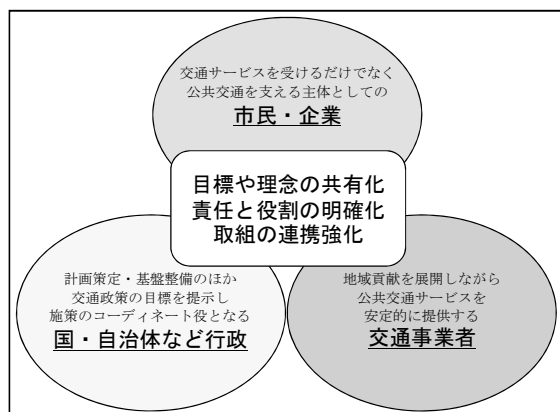 交通サービスを受けるだけでなく
公共交通を支える主体としての
市民・企業
目標や理念の共有化
責任と役割の明確化
取組の連携強化
計画策定・基盤整備のほか
交通政策の目標を提示し
施策のコーディネート役となる
国・自治体など行政
地域貢献を展開しながら
公共交通サービスを
安定的に提供する
交通事業者